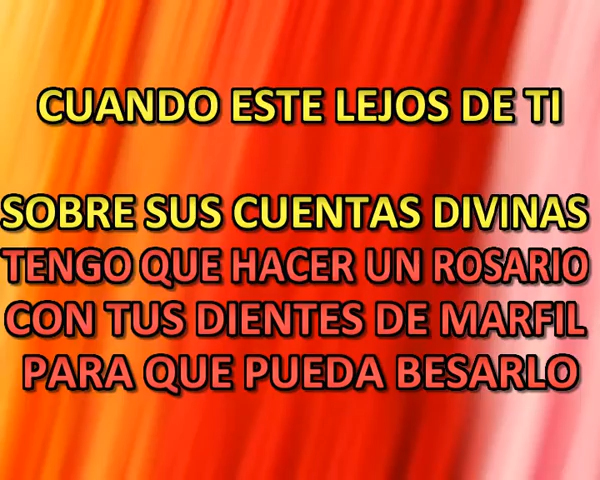 CUANDO ESTE LEJOS DE TI
SOBRE SUS CUENTAS DIVINAS
TENGO QUE HACER UN ROSARIO
CON TUS DIENTES DE MARFIL
PARA QUE PUEDA BESARLO